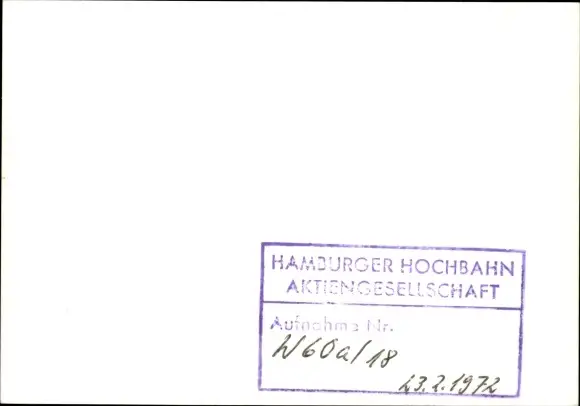 HAMBURGER HOCHBAHN
AKTIENGESELLSCHAFT
Aufnahme Nr.
W60a/18
23.2.1972